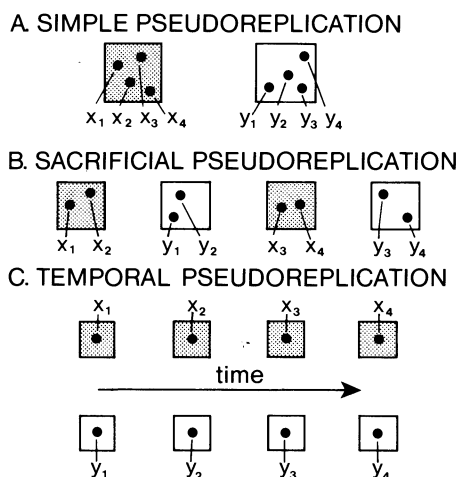 A. SIMPLE PSEUDOREPLICATION
x₁ x₂ x₃ x₄ y₁ y₂ y₃ y₄
B. SACRIFICIAL PSEUDOREPLICATION
x₁ x₂ y₁ y₂ x₃ x₄ y₃ y₄
C. TEMPORAL PSEUDOREPLICATION
x₁ x₂ x₃ x₄
time
y₁ y₂ y₃ y₄